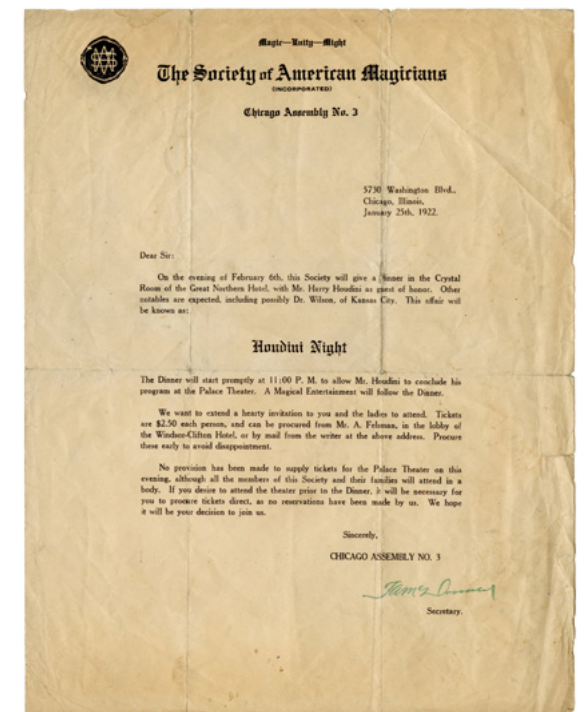 Magic—Unity—Might
The Society of American Magicians
(INCORPORATED)
Chicago Assembly No. 3
5730 Washington Blvd.,
Chicago, Illinois,
January 25th, 1922.
Dear Sir:
On the evening of February 6th, this Society will give a dinner in the Crystal
Room of the Great Northern Hotel, with Mr. Harry Houdini as guest of honor. Other
notables are expected, including possibly Dr. Wilson, of Kansas City. This affair will
be known as:
Houdini Night
The Dinner will start promptly at 11:00 P. M. to allow Mr. Houdini to conclude his
program at the Palace Theater. A Magical Entertainment will follow the Dinner.
We want to extend a hearty invitation to you and the ladies to attend. Tickets
are $2.50 each person, and can be procured from Mr. A. Felsman, in the lobby of
the Windsor-Clifton Hotel, or by mail from the writer at the above address. Procure
these early to avoid disappointment.
No provision has been made to supply tickets for the Palace Theater on this
evening, although all the members of this Society and their families will attend in a
body. If you desire to attend the theater prior to the Dinner, it will be necessary for
you to procure tickets direct, as no reservations have been made by us. We hope
it will be your decision to join us.
Sincerely,
CHICAGO ASSEMBLY NO. 3
James
Secretary.